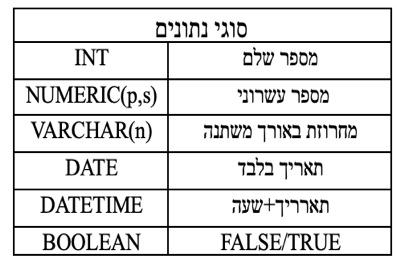 סוגי נתונים
INT מספר שלם
NUMERIC(p,s) מספר עשרוני
VARCHAR(n) מחרוזת באורך משתנה
DATE תאריך בלבד
DATETIME תארריך+שעה
BOOLEAN FALSE/TRUE